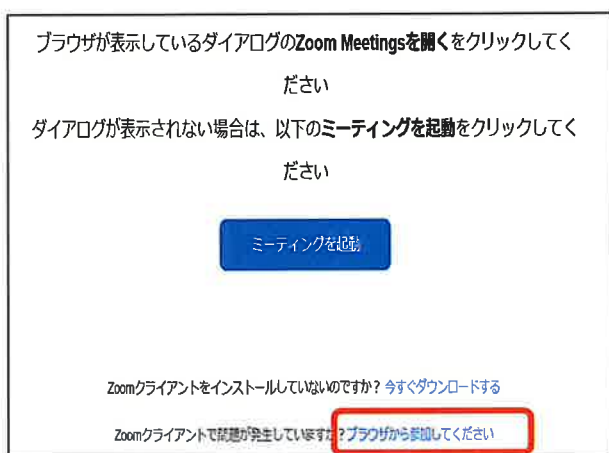 ブラウザが表示しているダイアログのZoom Meetingsを開くをクリックしてく
ださい
ダイアログが表示されない場合は、以下のミーティングを起動をクリックしてく
ださい
ミーティングを起動
Zoomクライアントをインストールしていないのですか？今すぐダウンロードする
Zoomクライアントで問題が発生していますか？ブラウザから参加してください